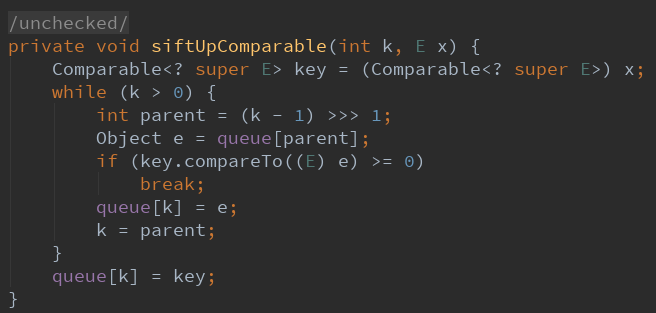 /unchecked/
private void siftUpComparable(int k, E x) {
    Comparable<? super E> key = (Comparable<? super E>) x;
    while (k > 0) {
        int parent = (k - 1) >>> 1;
        Object e = queue[parent];
        if (key.compareTo((E) e) >= 0)
            break;
        queue[k] = e;
        k = parent;
    }
    queue[k] = key;
}